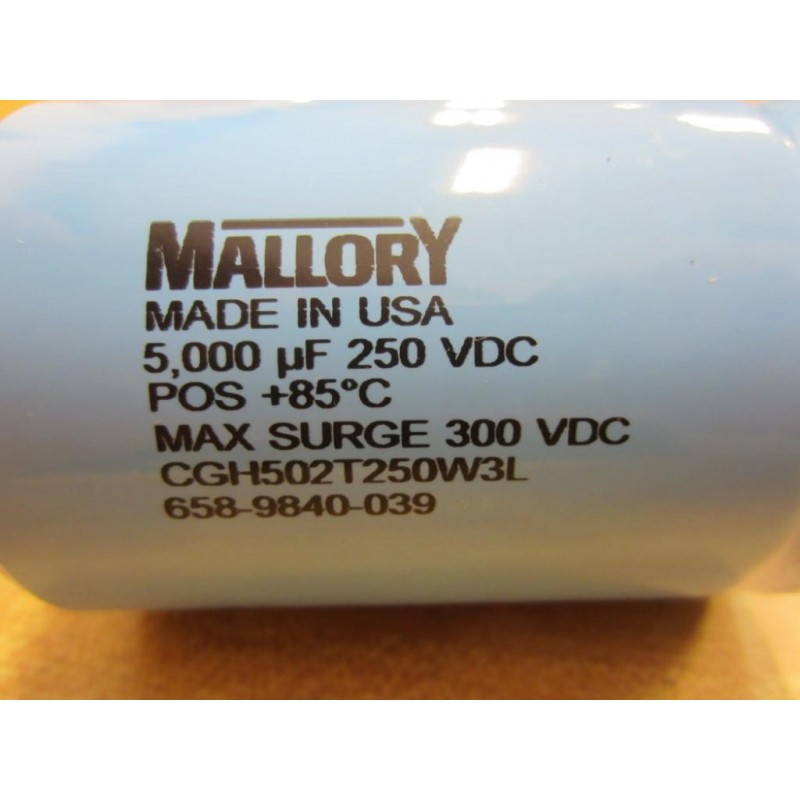 MALLORY
MADE IN USA
5,000 µF 250 VDC
POS +85°C
MAX SURGE 300 VDC
CGH502T250W3L
658-9840-039